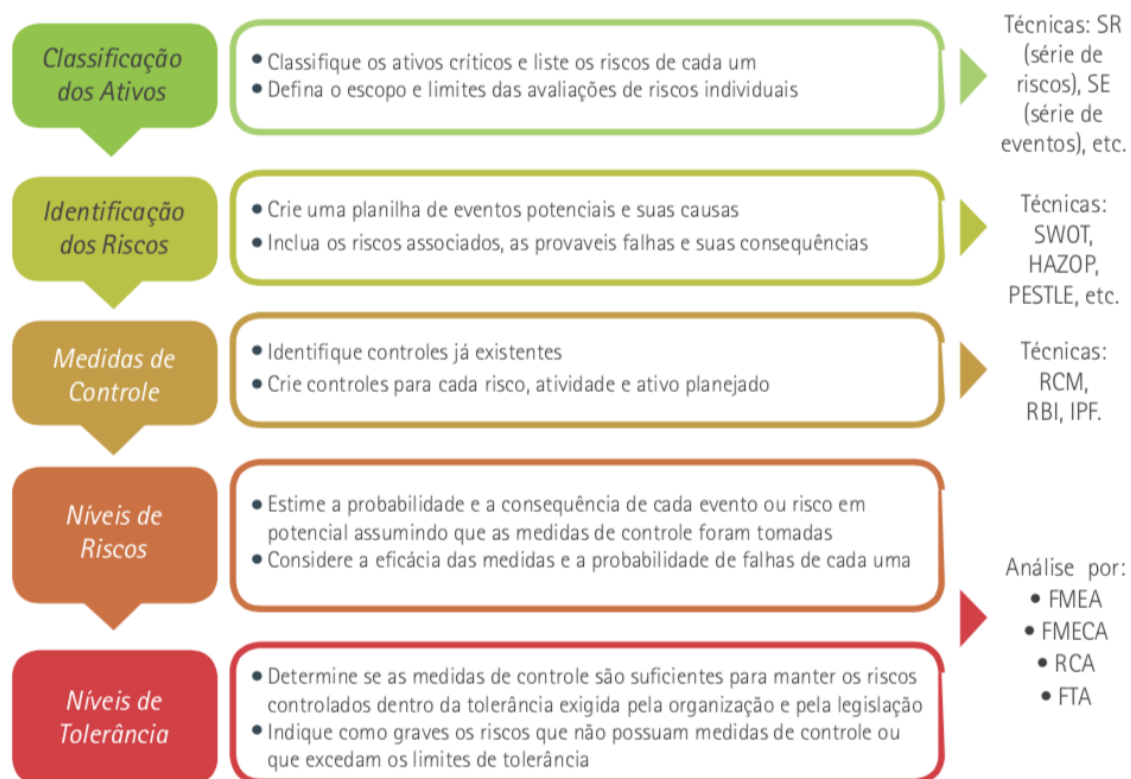 Classificação
dos Ativos
• Classifique os ativos críticos e liste os riscos de cada um
• Defina o escopo e limites das avaliações de riscos individuais
Técnicas: SR
(série de
riscos), SE
(série de
eventos), etc.
Identificação
dos Riscos
• Crie uma planilha de eventos potenciais e suas causas
• Inclua os riscos associados, as provaveis falhas e suas consequências
Técnicas:
SWOT,
HAZOP,
PESTLE, etc.
Medidas de
Controle
• Identifique controles já existentes
• Crie controles para cada risco, atividade e ativo planejado
Técnicas:
RCM,
RBI, IPF.
Níveis de
Riscos
• Estime a probabilidade e a consequência de cada evento ou risco em
potencial assumindo que as medidas de controle foram tomadas
• Considere a eficácia das medidas e a probabilidade de falhas de cada uma
Níveis de
Tolerância
• Determine se as medidas de controle são suficientes para manter os riscos
controlados dentro da tolerância exigida pela organização e pela legislação
• Indique como graves os riscos que não possuam medidas de controle ou
que excedam os limites de tolerância
Análise por:
• FMEA
• FMECA
• RCA
• FTA